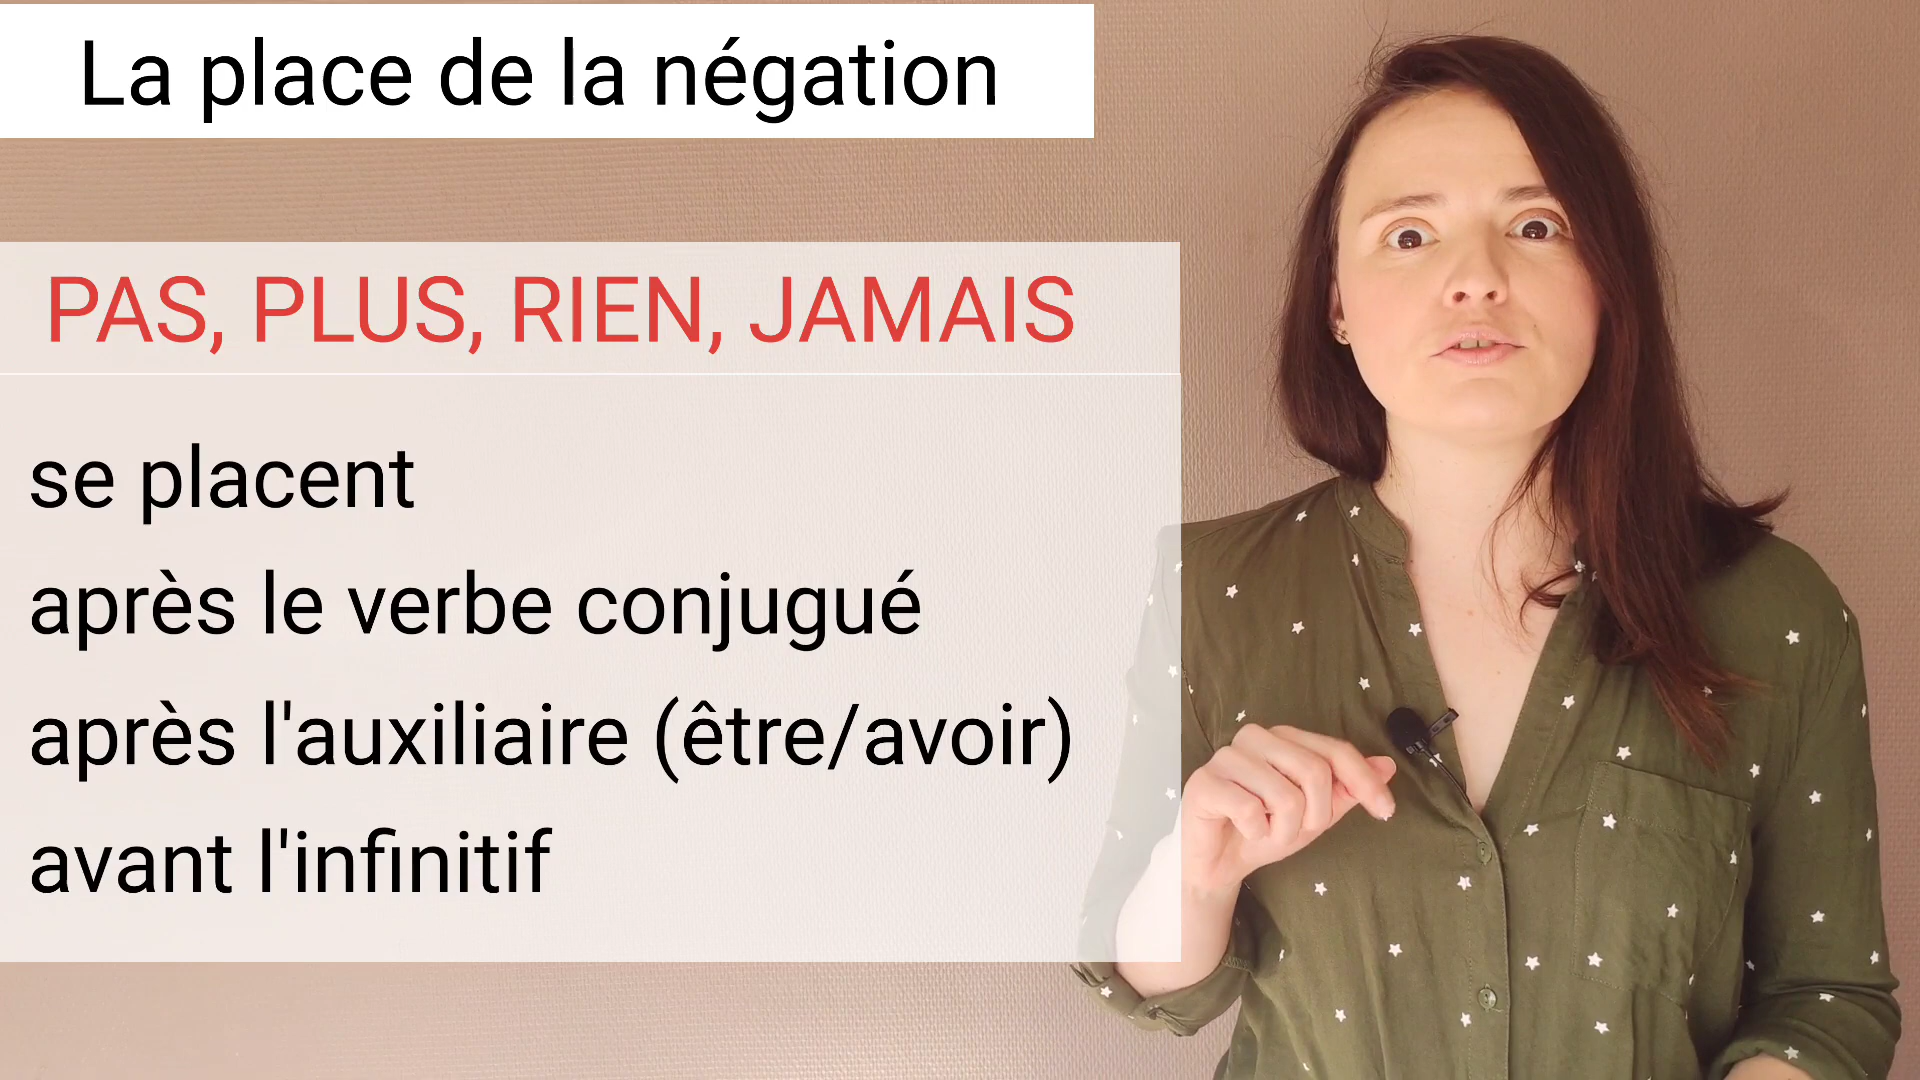 La place de la négation
PAS, PLUS, RIEN, JAMAIS
se placent
après le verbe conjugué
après l'auxiliaire (être/avoir)
avant l'infinitif